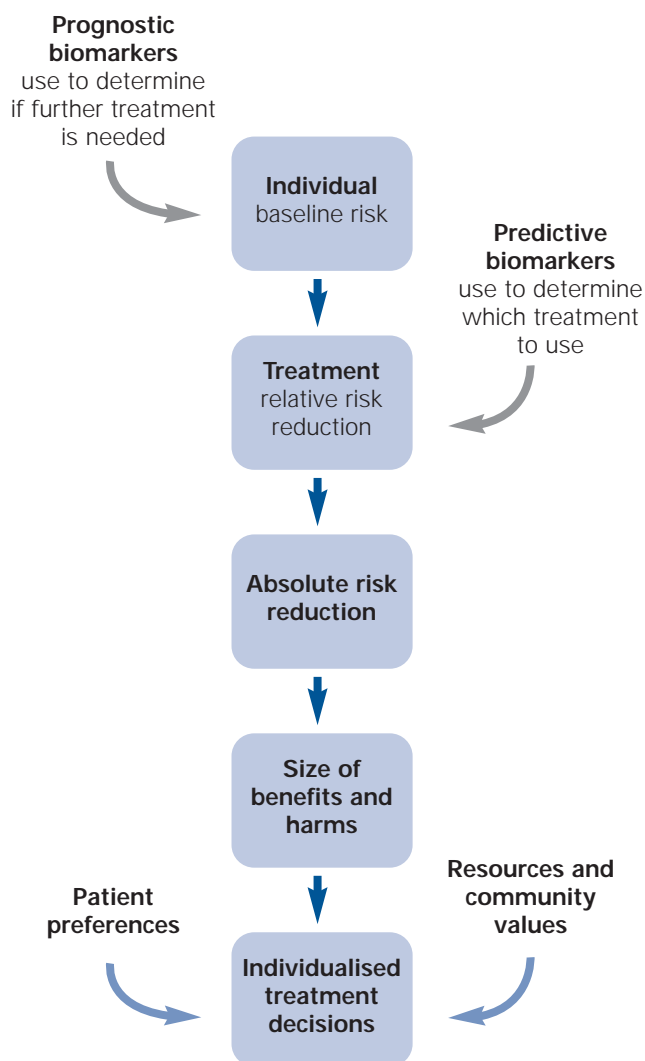 Prognostic
biomarkers
use to determine
if further treatment
is needed
Individual
baseline risk
Predictive
biomarkers
use to determine
which treatment
to use
Treatment
relative risk
reduction
Absolute risk
reduction
Size of
benefits and
harms
Patient
preferences
Resources and
community
values
Individualised
treatment
decisions